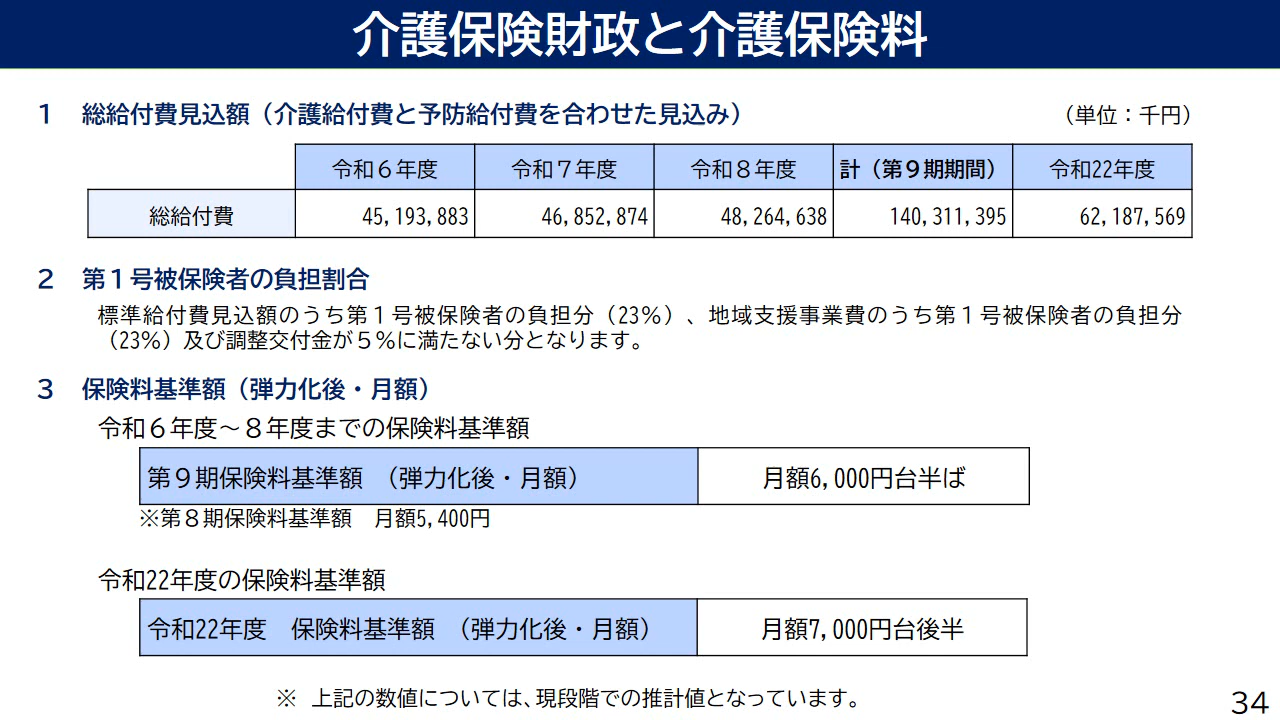 介護保険財政と介護保険料
1 総給付費見込額（介護給付費と予防給付費を合わせた見込み）
（単位：千円）
令和６年度 令和７年度 令和８年度 計（第９期期間） 令和22年度
総給付費 45,193,883 46,852,874 48,264,638 140,311,395 62,187,569
2 第１号被保険者の負担割合
標準給付費見込額のうち第１号被保険者の負担分（23%）、地域支援事業費のうち第１号被保険者の負担分
（23%）及び調整交付金が５%に満たない分となります。
3 保険料基準額（弾力化後・月額）
令和６年度～８年度までの保険料基準額
第９期保険料基準額　（弾力化後・月額） 月額6,000円台半ば
※第８期保険料基準額　月額5,400円
令和22年度の保険料基準額
令和22年度　保険料基準額　（弾力化後・月額） 月額7,000円台後半
※　上記の数値については、現段階での推計値となっています。
34